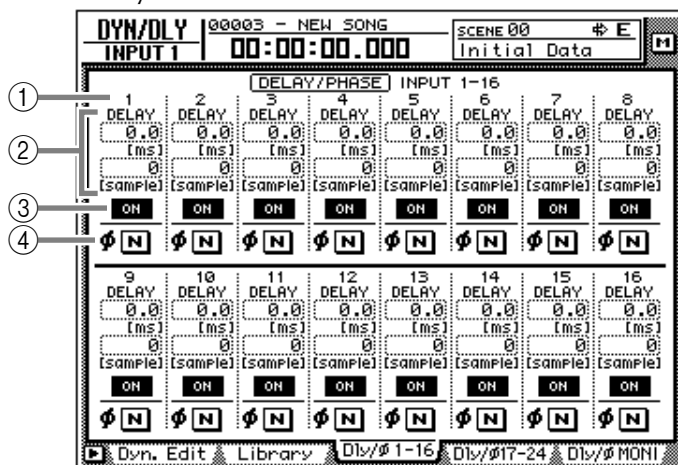 DYN/DLY 00003 - NEW SONG SCENE 00 E
INPUT 1 00:00:00.000 Initial Data M
DELAY/PHASE INPUT 1-16
① 1 2 3 4 5 6 7 8
DELAY DELAY DELAY DELAY DELAY DELAY DELAY DELAY
② 0.0 0.0 0.0 0.0 0.0 0.0 0.0 0.0
[ms] [ms] [ms] [ms] [ms] [ms] [ms] [ms]
0 0 0 0 0 0 0 0
[sample] [sample] [sample] [sample] [sample] [sample] [sample] [sample]
③ ON ON ON ON ON ON ON ON
④ φ N φ N φ N φ N φ N φ N φ N φ N
9 10 11 12 13 14 15 16
DELAY DELAY DELAY DELAY DELAY DELAY DELAY DELAY
0.0 0.0 0.0 0.0 0.0 0.0 0.0 0.0
[ms] [ms] [ms] [ms] [ms] [ms] [ms] [ms]
0 0 0 0 0 0 0 0
[sample] [sample] [sample] [sample] [sample] [sample] [sample] [sample]
ON ON ON ON ON ON ON ON
φ N φ N φ N φ N φ N φ N φ N φ N
Dyn. Edit Library Dly/φ 1-16 Dly/φ17-24 Dly/φ MONI